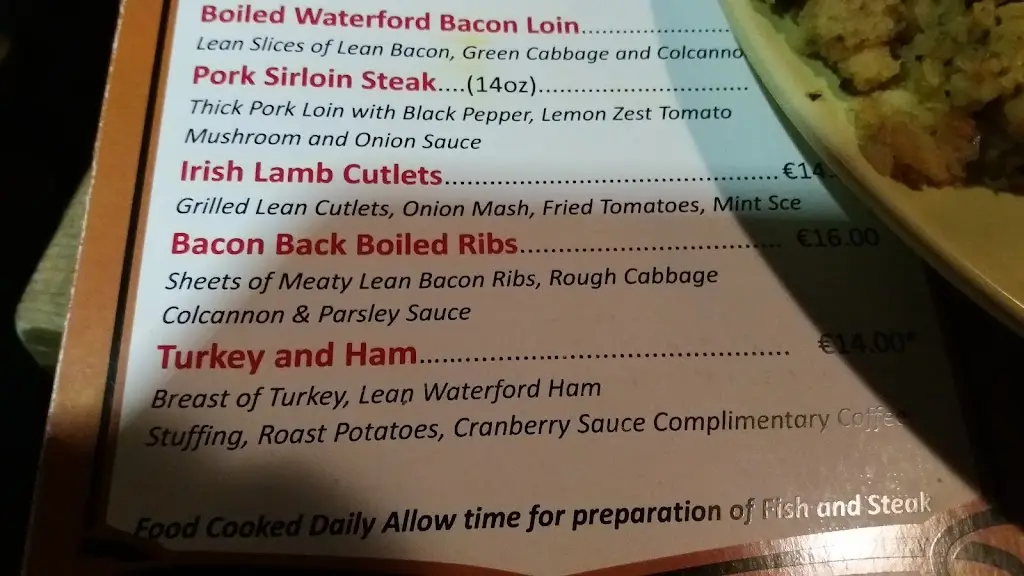 Boiled Waterford Bacon Loin..............................
Lean Slices of Lean Bacon, Green Cabbage and Colcanno
Pork Sirloin Steak....(14oz)..................................
Thick Pork Loin with Black Pepper, Lemon Zest Tomato
Mushroom and Onion Sauce
Irish Lamb Cutlets.....................................................€14.
Grilled Lean Cutlets, Onion Mash, Fried Tomatoes, Mint Sce
Bacon Back Boiled Ribs......................................... €16.00
Sheets of Meaty Lean Bacon Ribs, Rough Cabbage
Colcannon & Parsley Sauce
Turkey and Ham...................................................... €14.00*
Breast of Turkey, Lean Waterford Ham
Stuffing, Roast Potatoes, Cranberry Sauce Complimentary Coffee
Food Cooked Daily Allow time for preparation of Fish and Steak